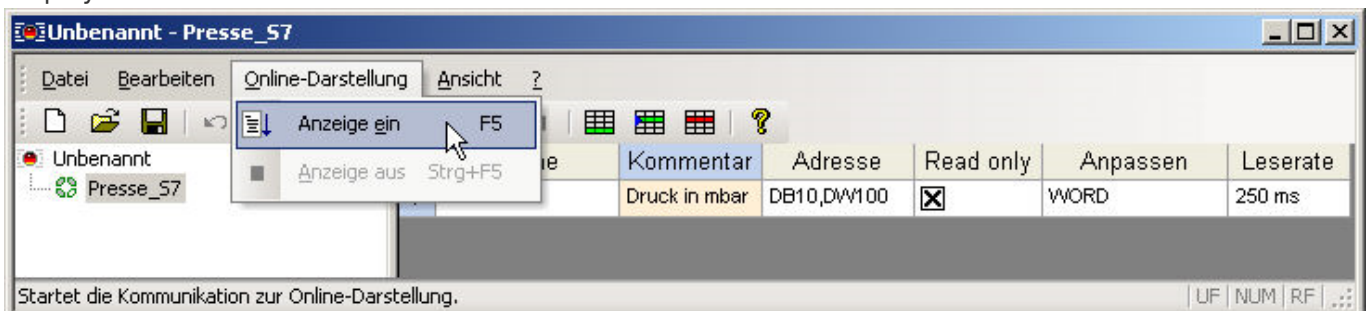 Unbenannt - Presse_S7
Datei Bearbeiten Online-Darstellung Ansicht ?
Anzeige ein F5
Anzeige aus Strg+F5
Unbenannt
Presse_S7
Kommentar Adresse Read only Anpassen Leserate
Druck in mbar DB10,DW100 WORD 250 ms
Startet die Kommunikation zur Online-Darstellung. UF NUM RF